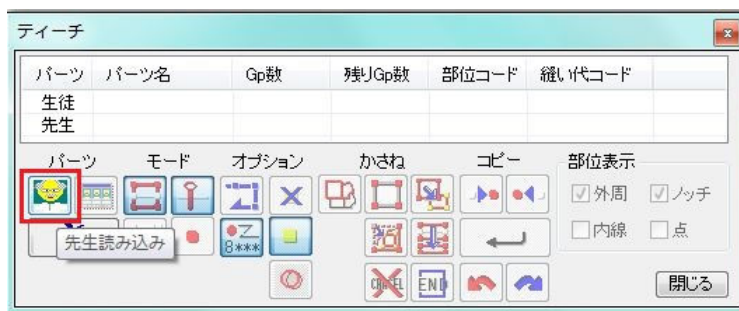 ティーチ
パーツ パーツ名 Gp数 残りGp数 部位コード 縫い代コード
生徒
先生
パーツ モード オプション かさね コピー 部位表示
外周 ノッチ
先生読み込み
Z
8***
内線 点
CANCEL END 閉じる